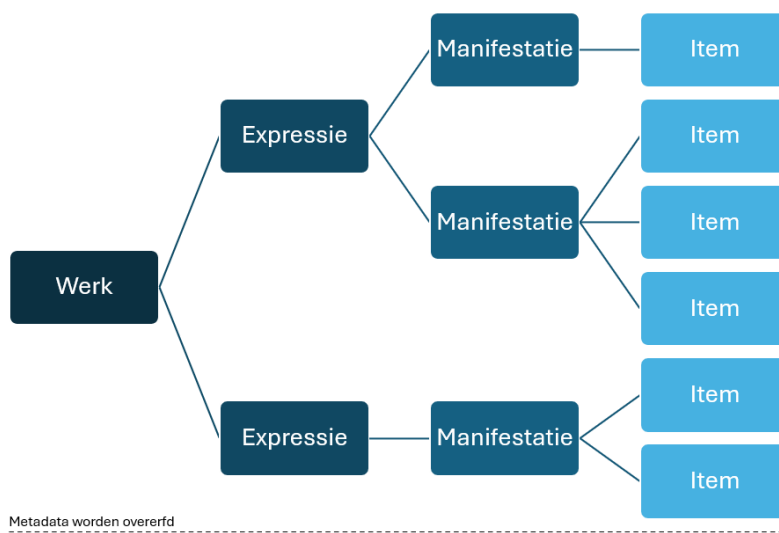 Manifestatie
Item
Expressie
Item
Manifestatie
Item
Werk
Item
Item
Expressie
Manifestatie
Item
Metadata worden overerfd